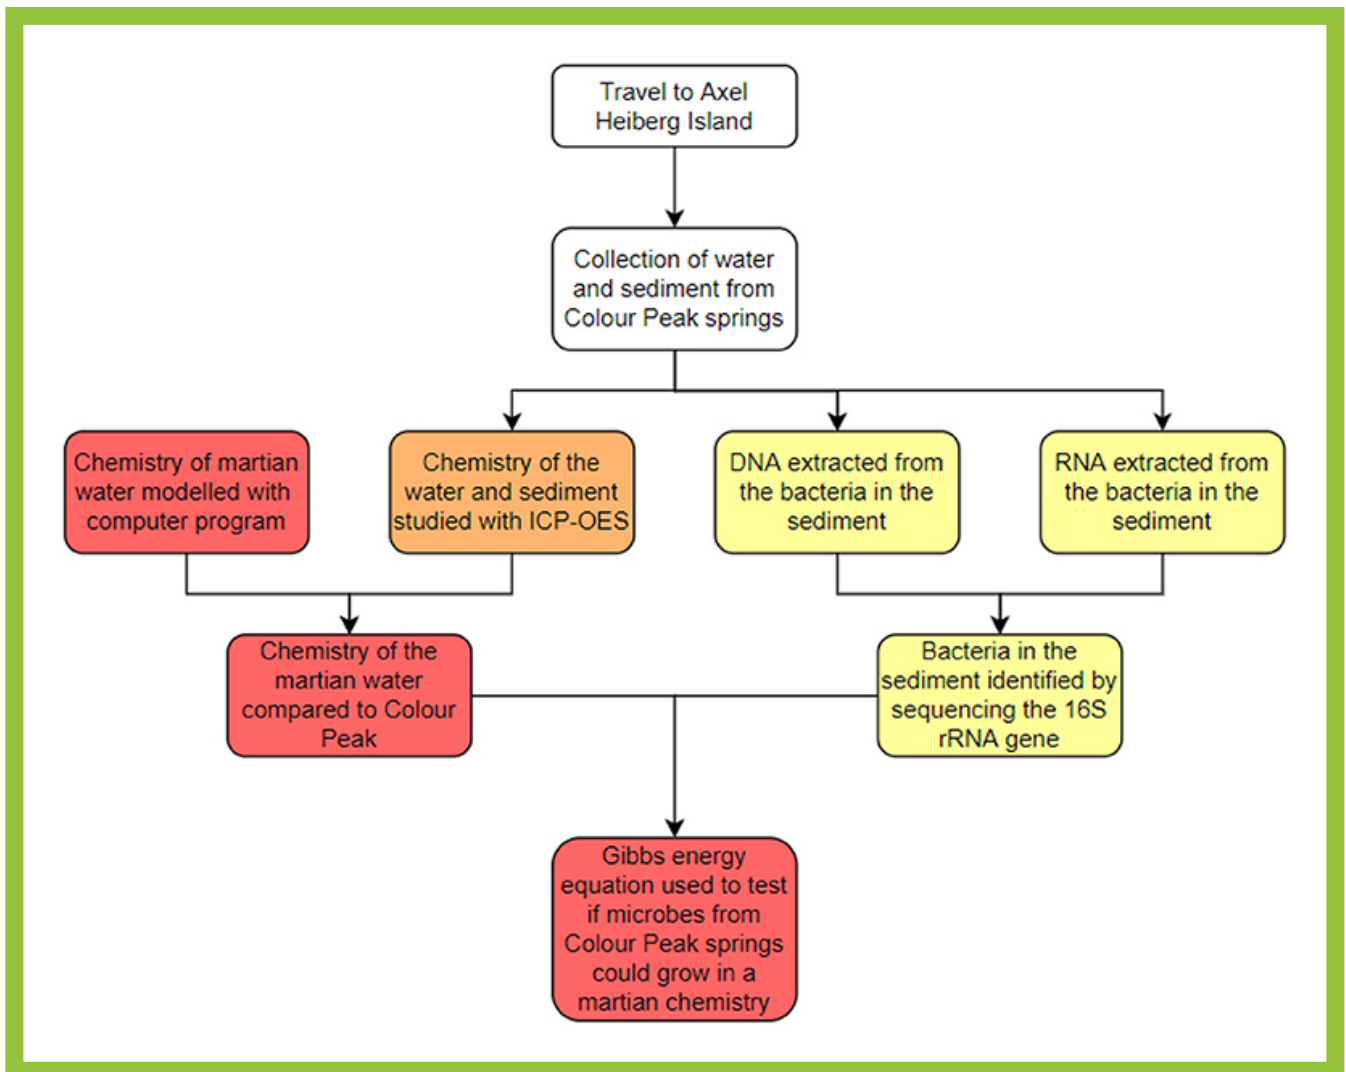 Travel to Axel
Heiberg Island
Collection of water
and sediment from
Colour Peak springs
Chemistry of martian
water modelled with
computer program
Chemistry of the
water and sediment
studied with ICP-OES
DNA extracted from
the bacteria in the
sediment
RNA extracted from
the bacteria in the
sediment
Chemistry of the
martian water
compared to Colour
Peak
Bacteria in the
sediment identified by
sequencing the 16S
rRNA gene
Gibbs energy
equation used to test
if microbes from
Colour Peak springs
could grow in a
martian chemistry